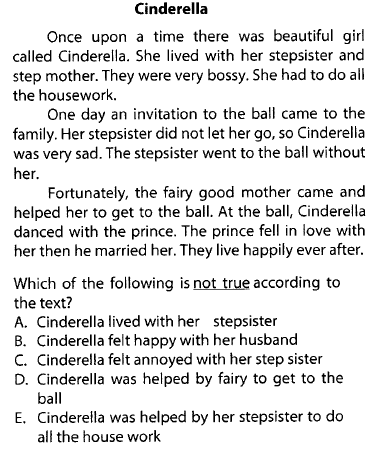 Cinderella
Once upon a time there was beautiful girl
called Cinderella. She lived with her stepsister and
step mother. They were very bossy. She had to do all
the housework.
One day an invitation to the ball came to the
family. Her stepsister did not let her go, so Cinderella
was very sad. The stepsister went to the ball without
her.
Fortunately, the fairy good mother came and
helped her to get to the ball. At the ball, Cinderella
danced with the prince. The prince fell in love with
her then he married her. They live happily ever after.
Which of the following is not true according to
the text?
A. Cinderella lived with her stepsister
B. Cinderella felt happy with her husband
C. Cinderella felt annoyed with her step sister
D. Cinderella was helped by fairy to get to the
ball
E. Cinderella was helped by her stepsister to do
all the house work